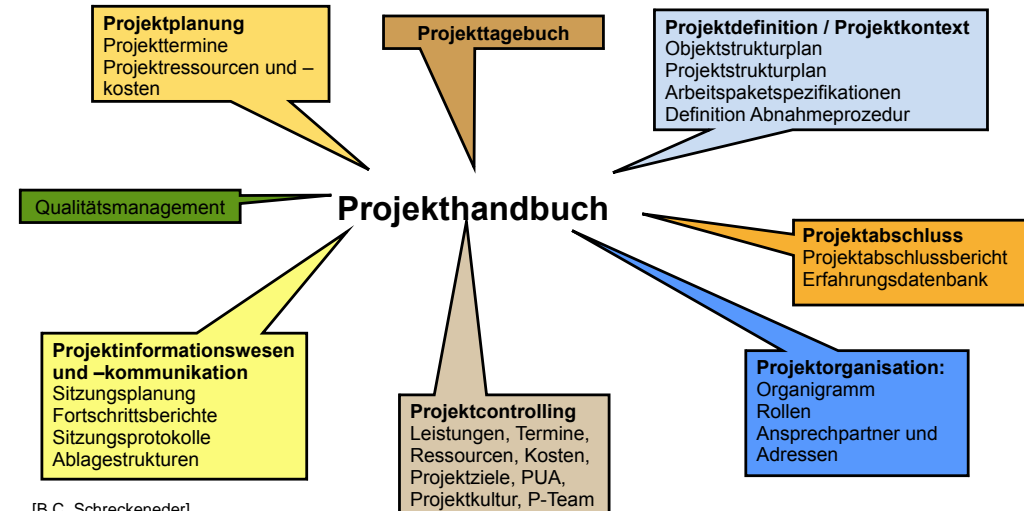 Projektplanung
Projekttermine
Projektressourcen und –
kosten
Projekttagebuch
Projektdefinition / Projektkontext
Objektstrukturplan
Projektstrukturplan
Arbeitspaketspezifikationen
Definition Abnahmeprozedur
Qualitätsmanagement
Projekthandbuch
Projektabschluss
Projektabschlussbericht
Erfahrungsdatenbank
Projektinformationswesen
und –kommunikation
Sitzungsplanung
Fortschrittsberichte
Sitzungsprotokolle
Ablagestrukturen
Projektcontrolling
Leistungen, Termine,
Ressourcen, Kosten,
Projektziele, PUA,
Projektkultur, P-Team
Projektorganisation:
Organigramm
Rollen
Ansprechpartner und
Adressen
[B.C. Schreckeneder]